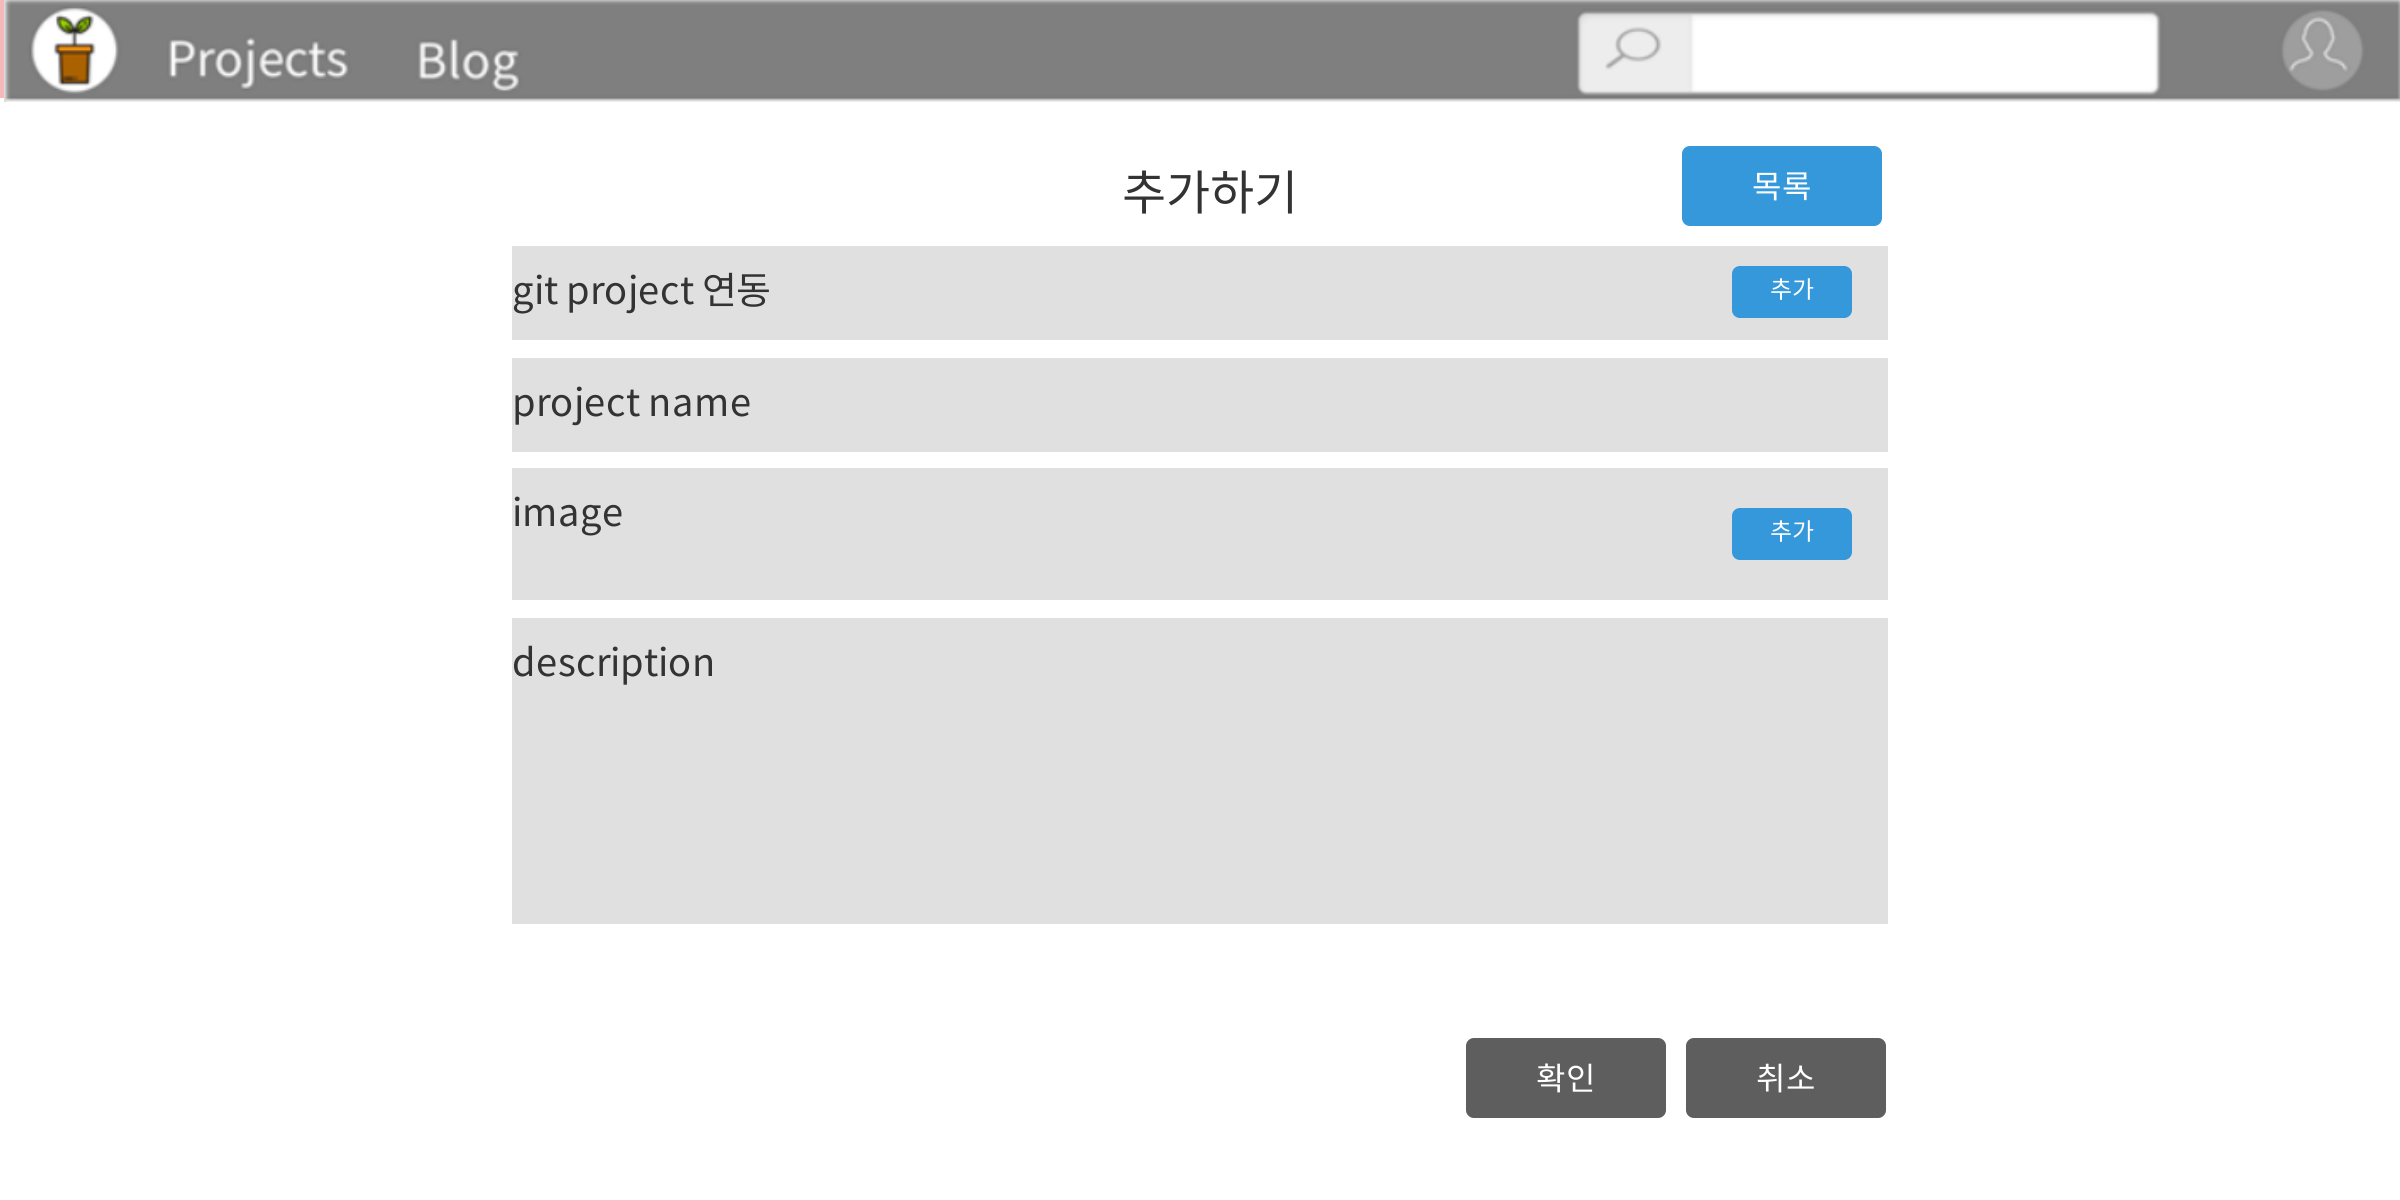 Projects Blog
추가하기
목록
git project 연동
추가
project name
image
추가
description
확인
취소